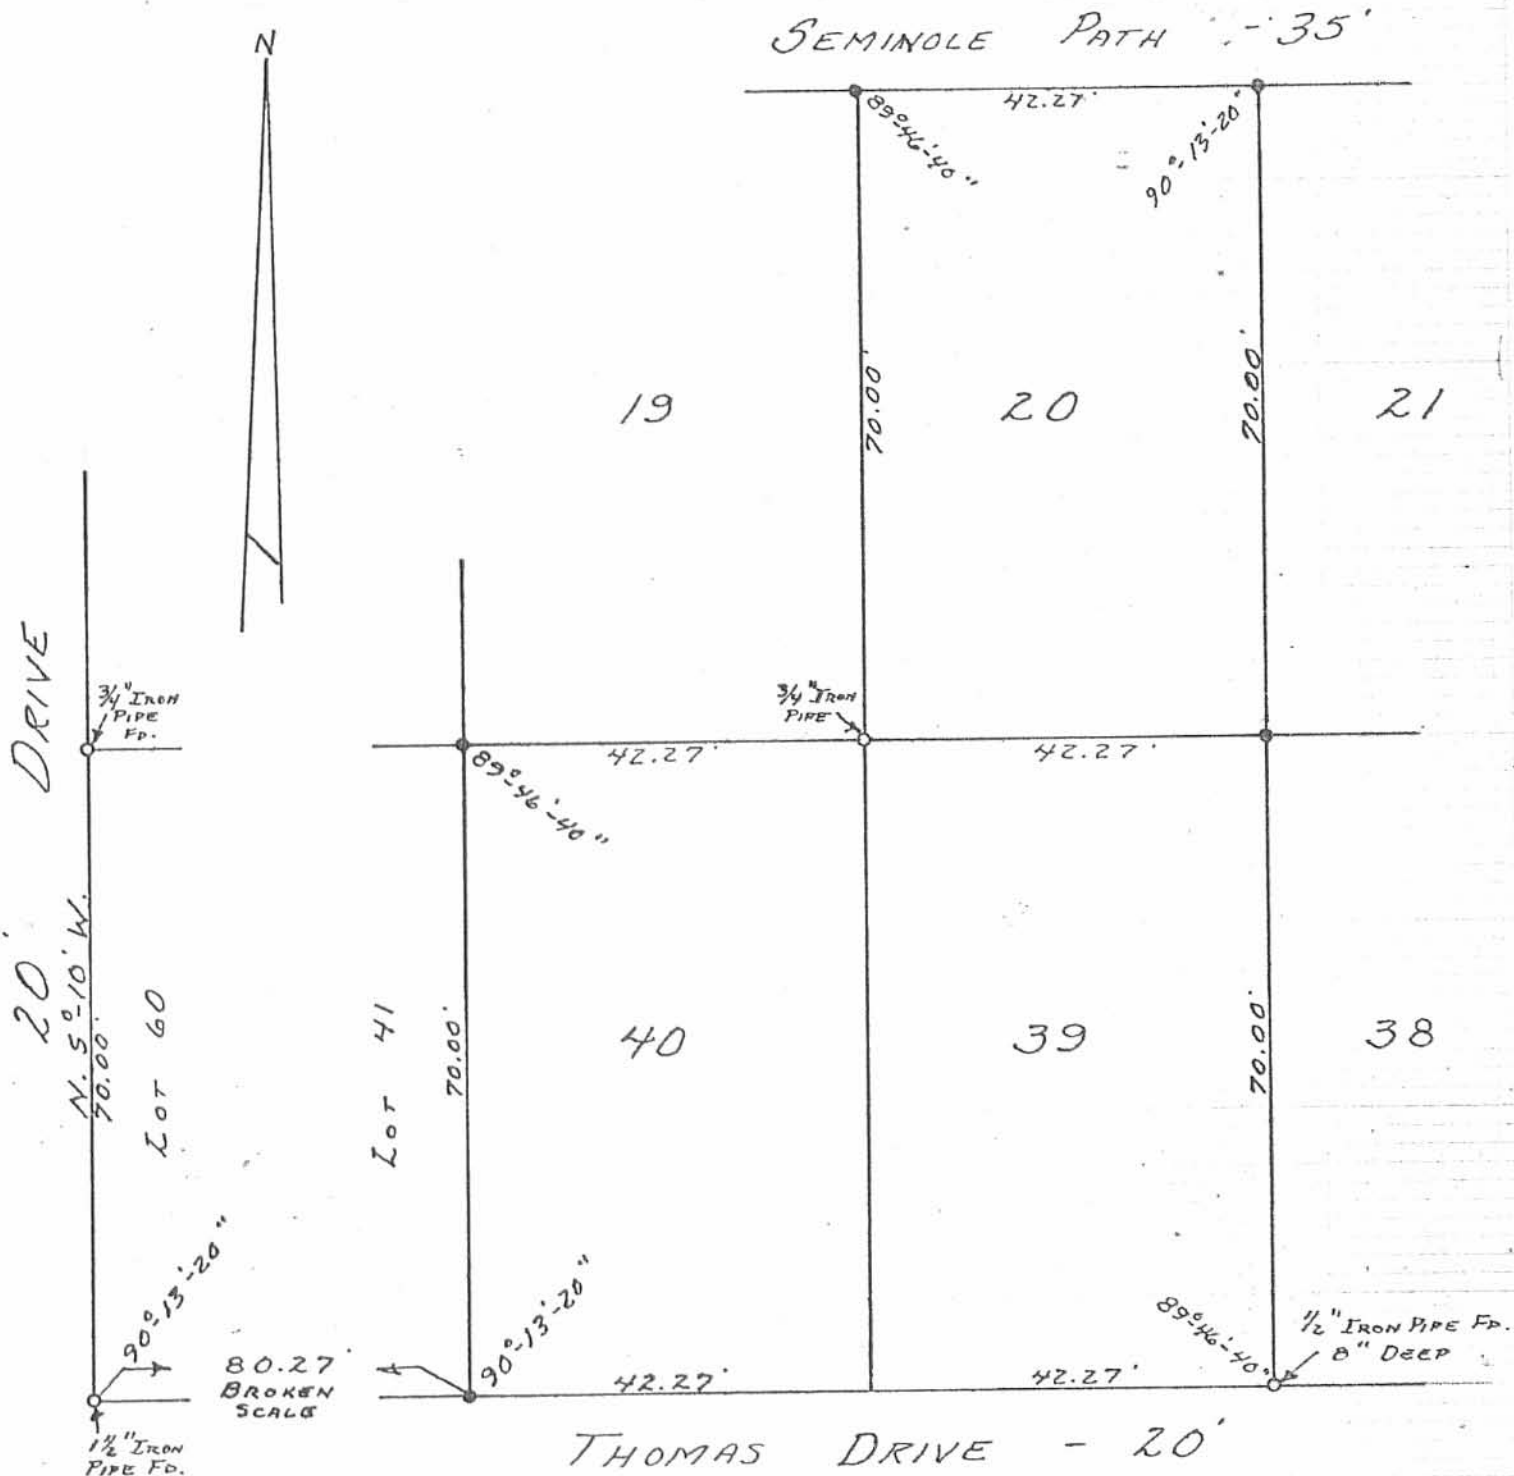 SEMINOLE PATH - 35'
N
42.27'
89°-46'-40"
90°-13'-20"
70.00'
70.00'
19
20
21
DRIVE
20'
3/4" IRON
PIPE
FD.
3/4" IRON
PIPE
42.27'
42.27'
89°-46'-40"
N. 5°-10' W.
70.00'
LOT 60
LOT 41
70.00'
40
39
70.00'
38
90°-13'-20"
90°-13'-20"
89°-46'-40"
1/2" IRON PIPE FD.
8" DEEP
80.27'
BROKEN
SCALE
42.27'
42.27'
1 1/2" IRON
PIPE FD.
THOMAS DRIVE - 20'